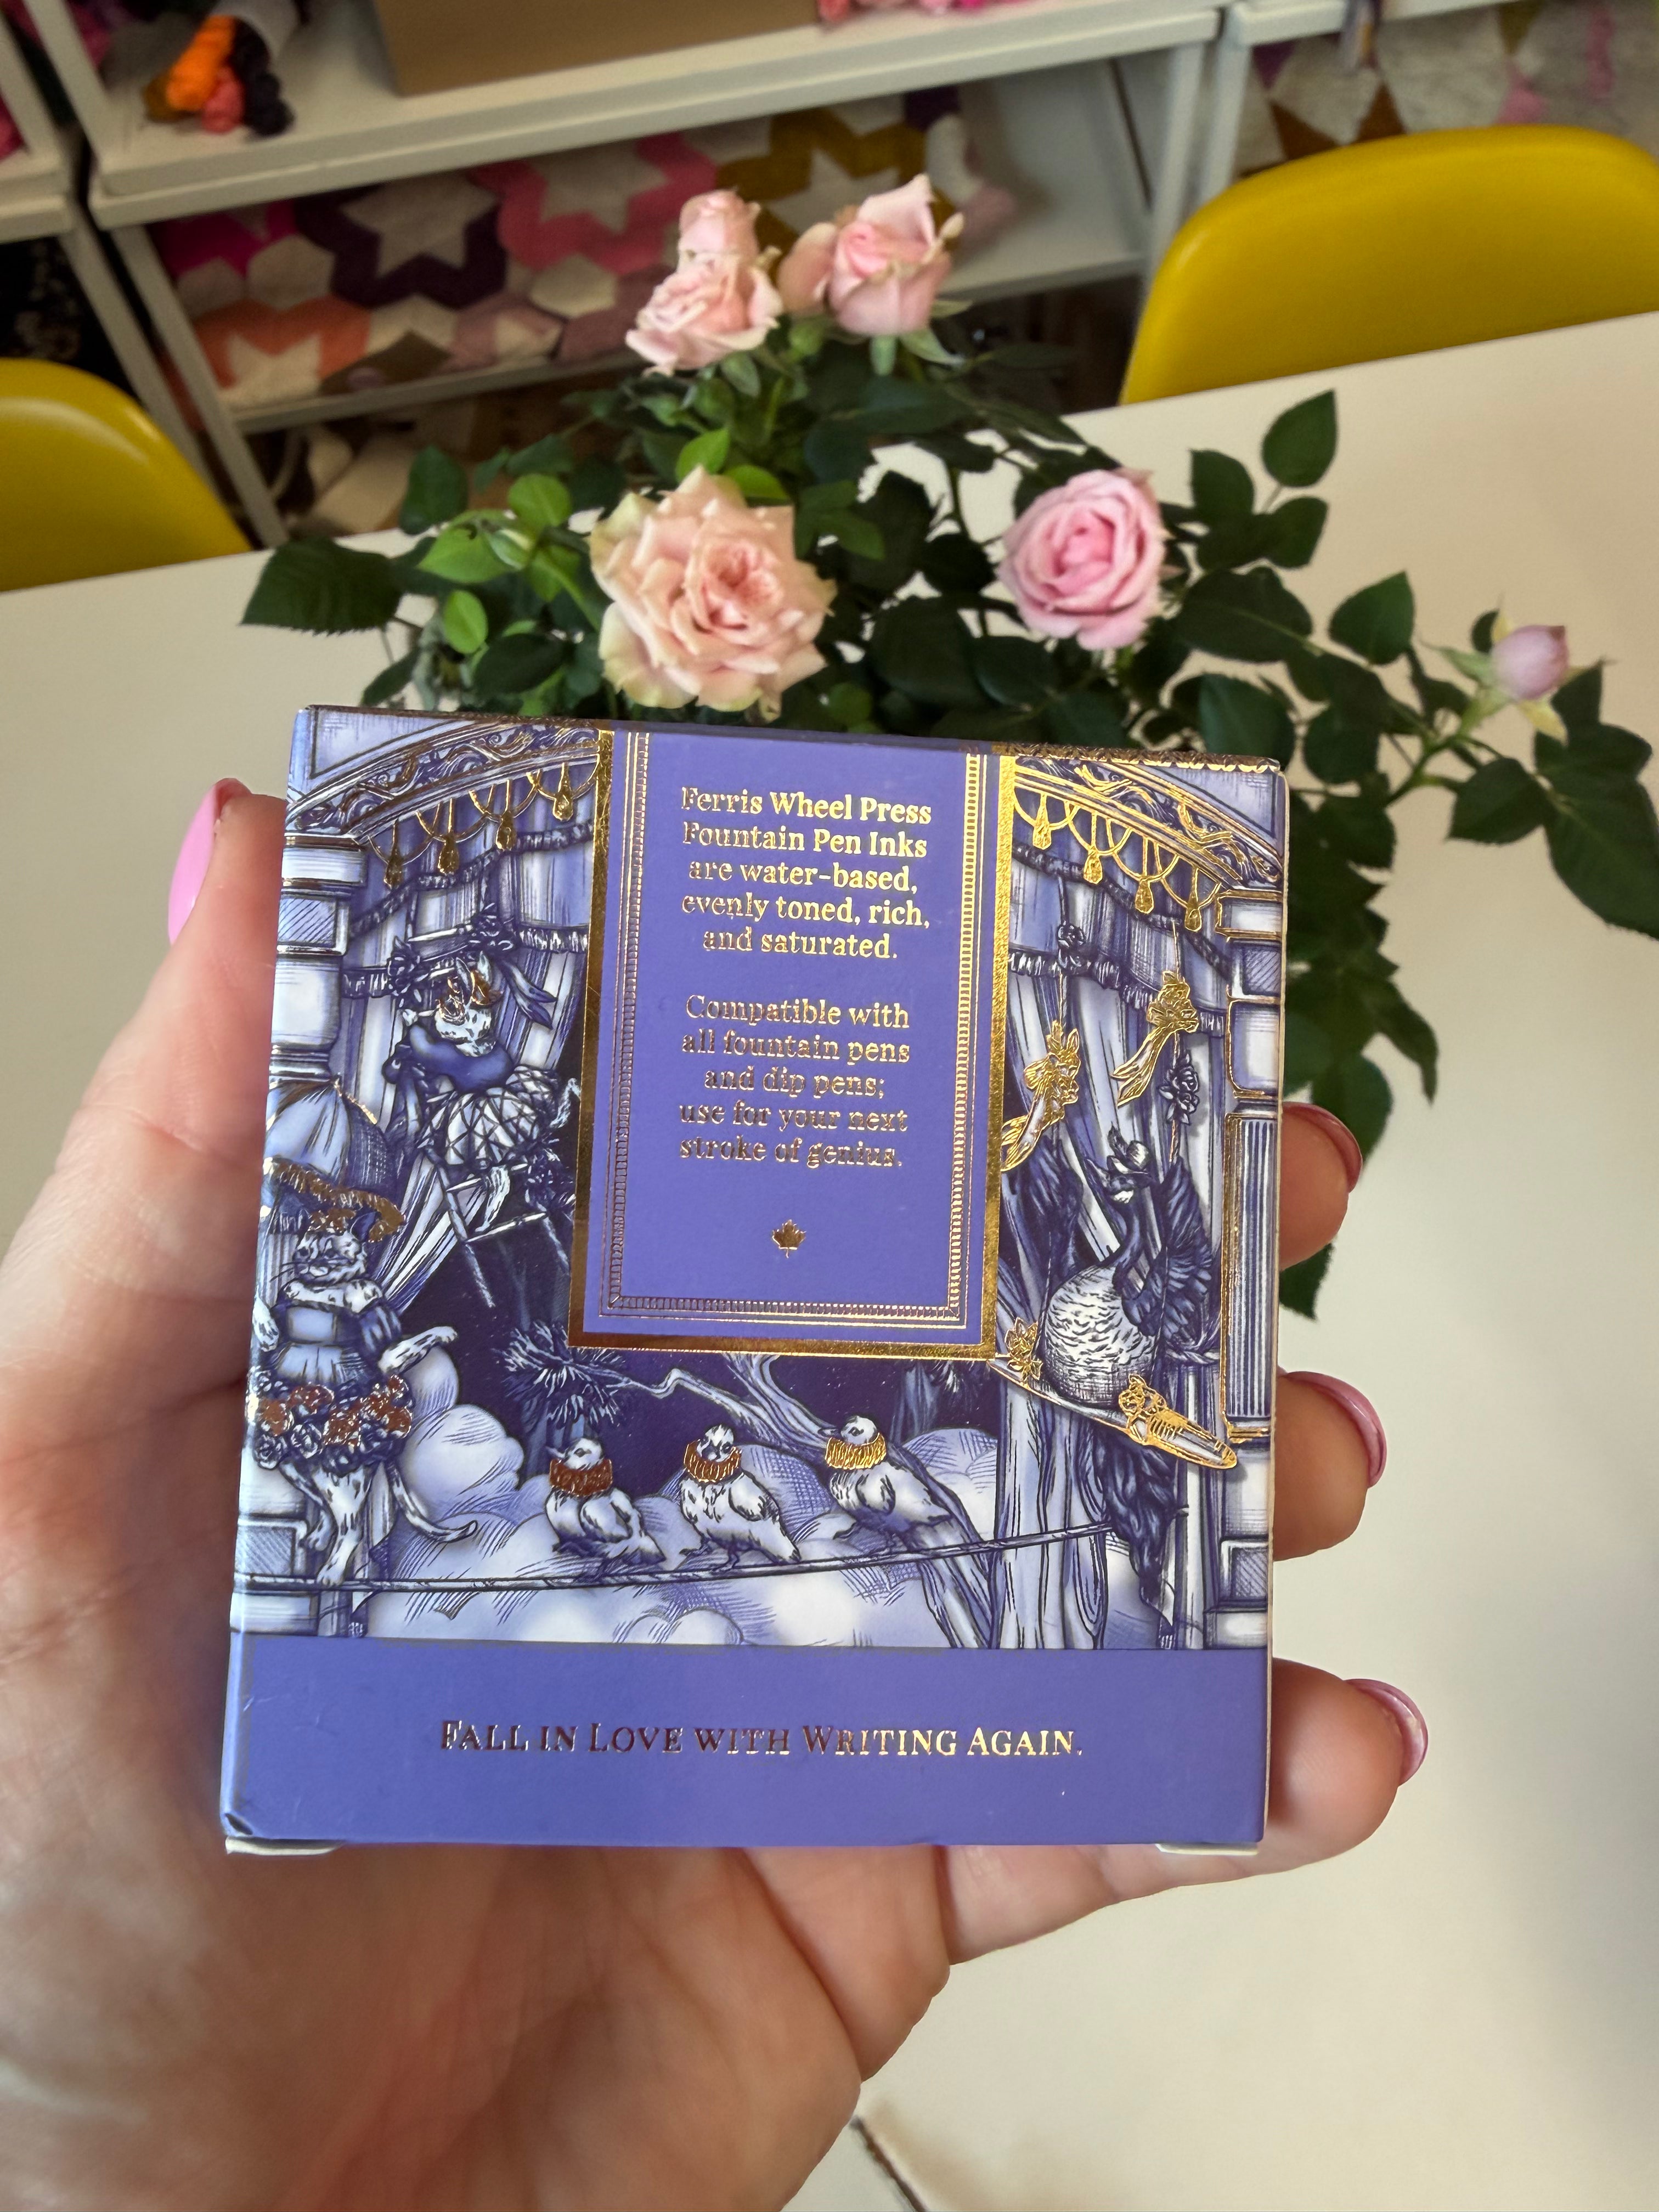 Ferris Wheel Press
Fountain Pen Inks
are water-based,
evenly toned, rich,
and saturated.
Compatible with
all fountain pens
and dip pens;
use for your next
stroke of genius.
FALL IN LOVE WITH WRITING AGAIN.